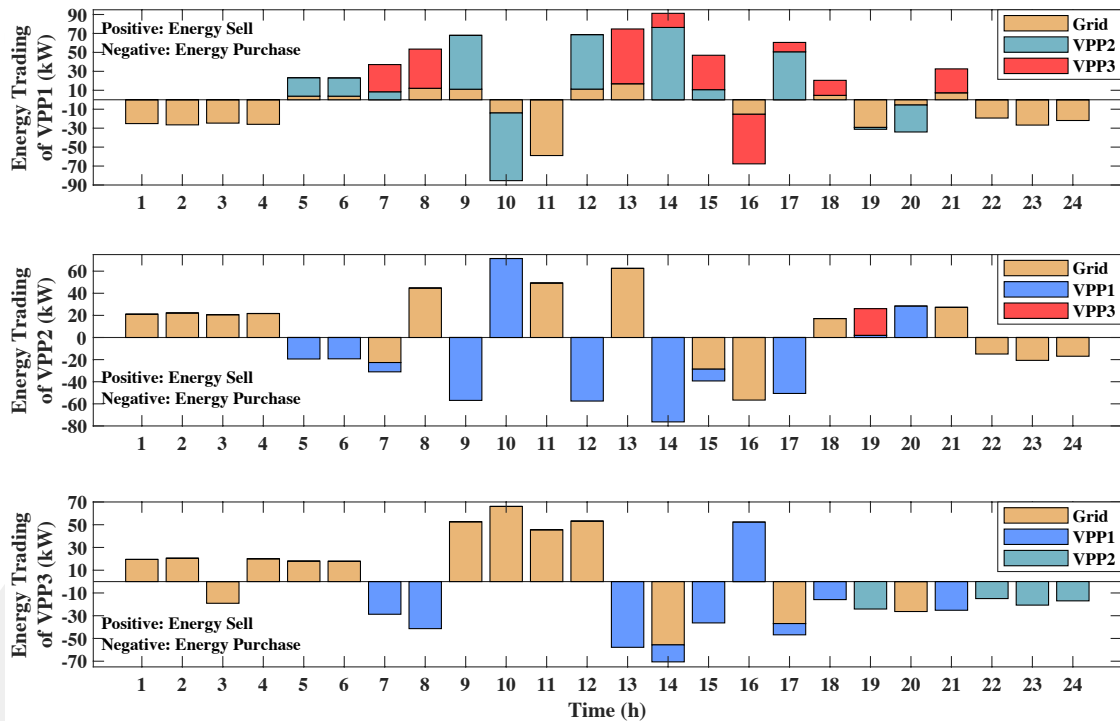 Energy Trading
of VPP1 (kW)
90
70
50
30
10
-10
-30
-50
-70
-90
Positive: Energy Sell
Negative: Energy Purchase
Grid
VPP2
VPP3
1 2 3 4 5 6 7 8 9 10 11 12 13 14 15 16 17 18 19 20 21 22 23 24
Energy Trading
of VPP2 (kW)
60
40
20
0
-20
-40
-60
-80
Grid
VPP1
VPP3
Positive: Energy Sell
Negative: Energy Purchase
1 2 3 4 5 6 7 8 9 10 11 12 13 14 15 16 17 18 19 20 21 22 23 24
Energy Trading
of VPP3 (kW)
70
50
30
10
-10
-30
-50
-70
Grid
VPP1
VPP2
Positive: Energy Sell
Negative: Energy Purchase
1 2 3 4 5 6 7 8 9 10 11 12 13 14 15 16 17 18 19 20 21 22 23 24
Time (h)